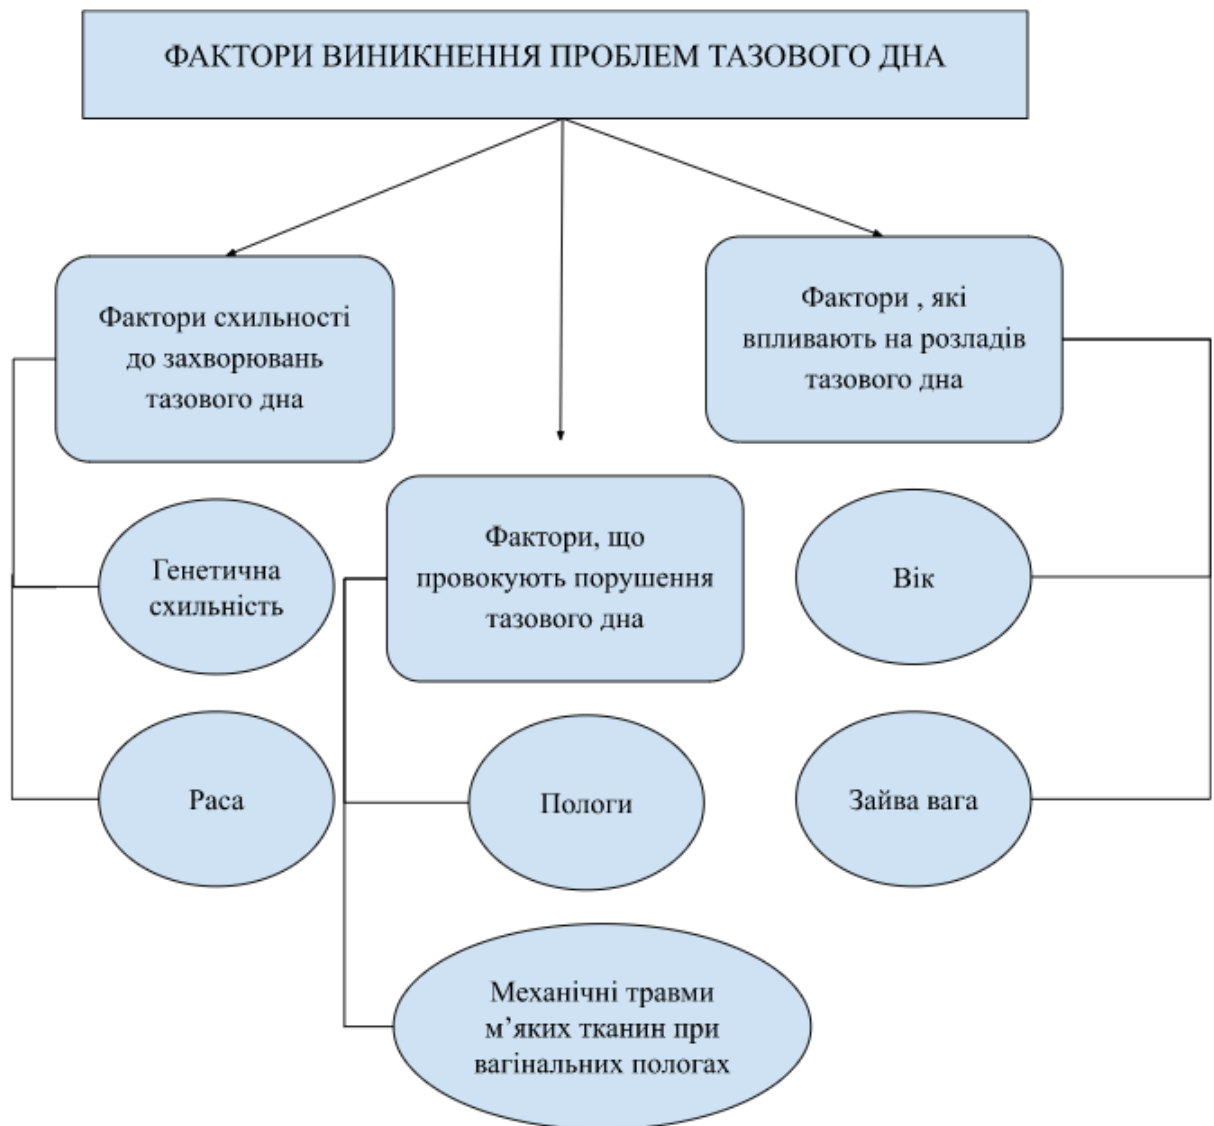 ФАКТОРИ ВИНИКНЕННЯ ПРОБЛЕМ ТАЗОВОГО ДНА
Фактори схильності
до захворювань
тазового дна
Фактори , які
впливають на розладів
тазового дна
Фактори, що
провокують порушення
тазового дна
Генетична
схильність
Вік
Раса
Пологи
Зайва вага
Механічні травми
м’яких тканин при
вагінальних пологах